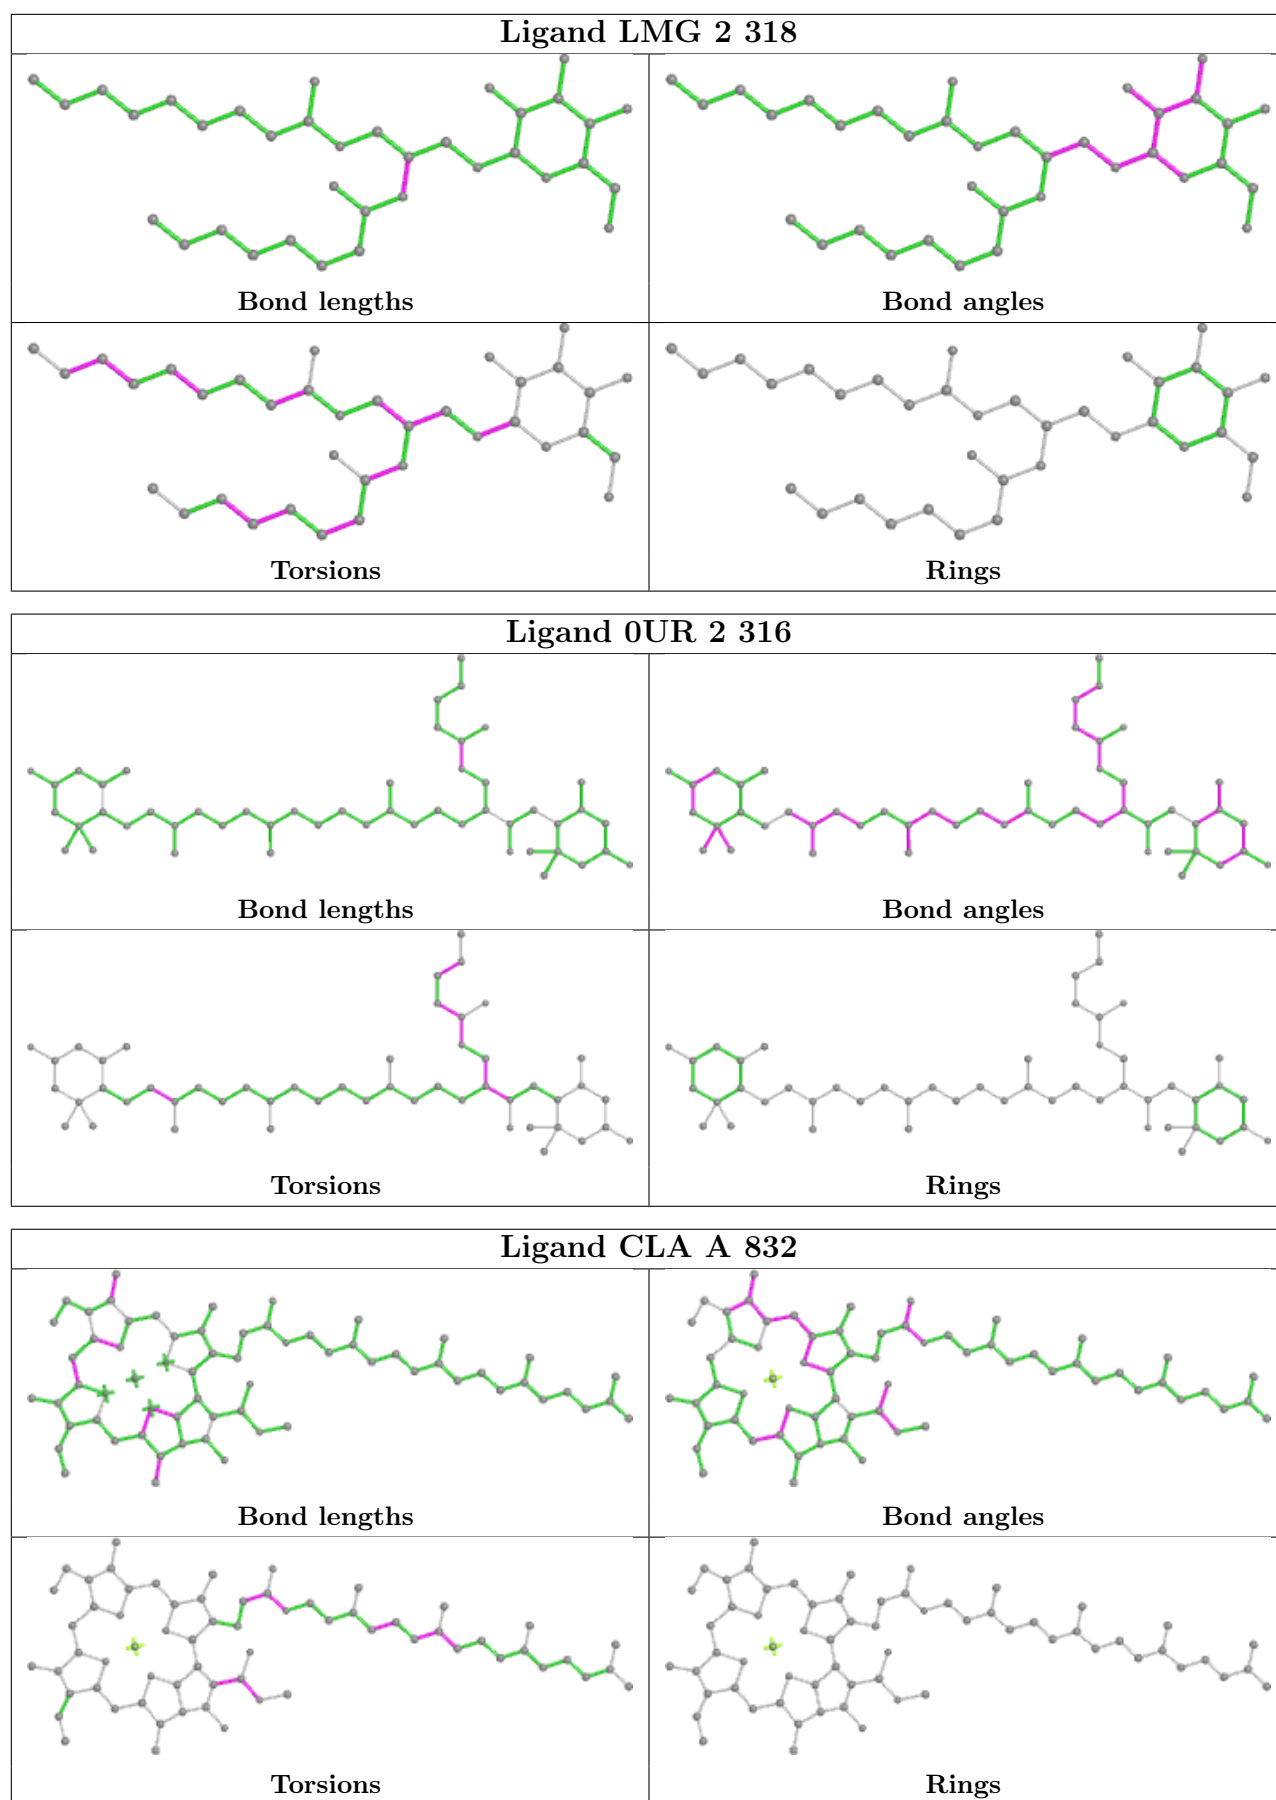 Ligand LMG 2 318
Bond lengths
Bond angles
Torsions
Rings
Ligand 0UR 2 316
Bond lengths
Bond angles
Torsions
Rings
Ligand CLA A 832
Bond lengths
Bond angles
Torsions
Rings